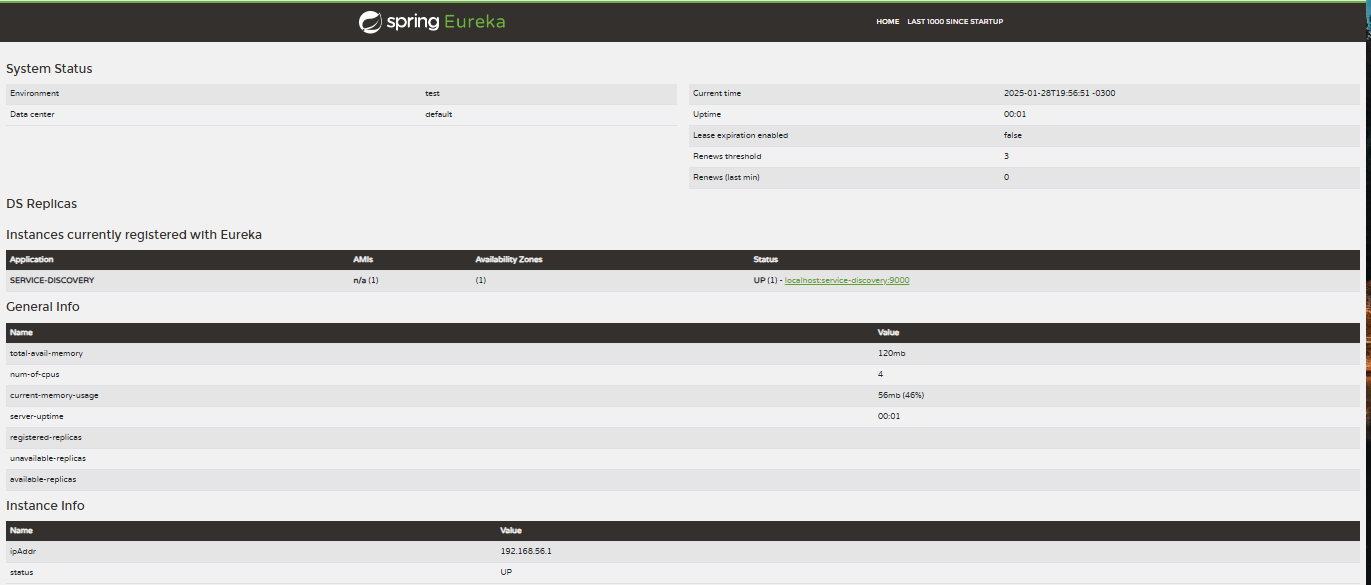 spring Eureka HOME LAST 1000 SINCE STARTUP
System Status
Environment test
Data center default
Current time 2025-01-28T19:56:51 -0300
Uptime 00:01
Lease expiration enabled false
Renews threshold 3
Renews (last min) 0
DS Replicas
Instances currently registered with Eureka
Application AMIs Availability Zones Status
SERVICE-DISCOVERY n/a (1) (1) UP (1) - localhost:service-discovery:9000
General Info
Name Value
total-avail-memory 120mb
num-of-cpus 4
current-memory-usage 56mb (46%)
server-uptime 00:01
registered-replicas
unavailable-replicas
available-replicas
Instance Info
Name Value
ipAddr 192.168.56.1
status UP